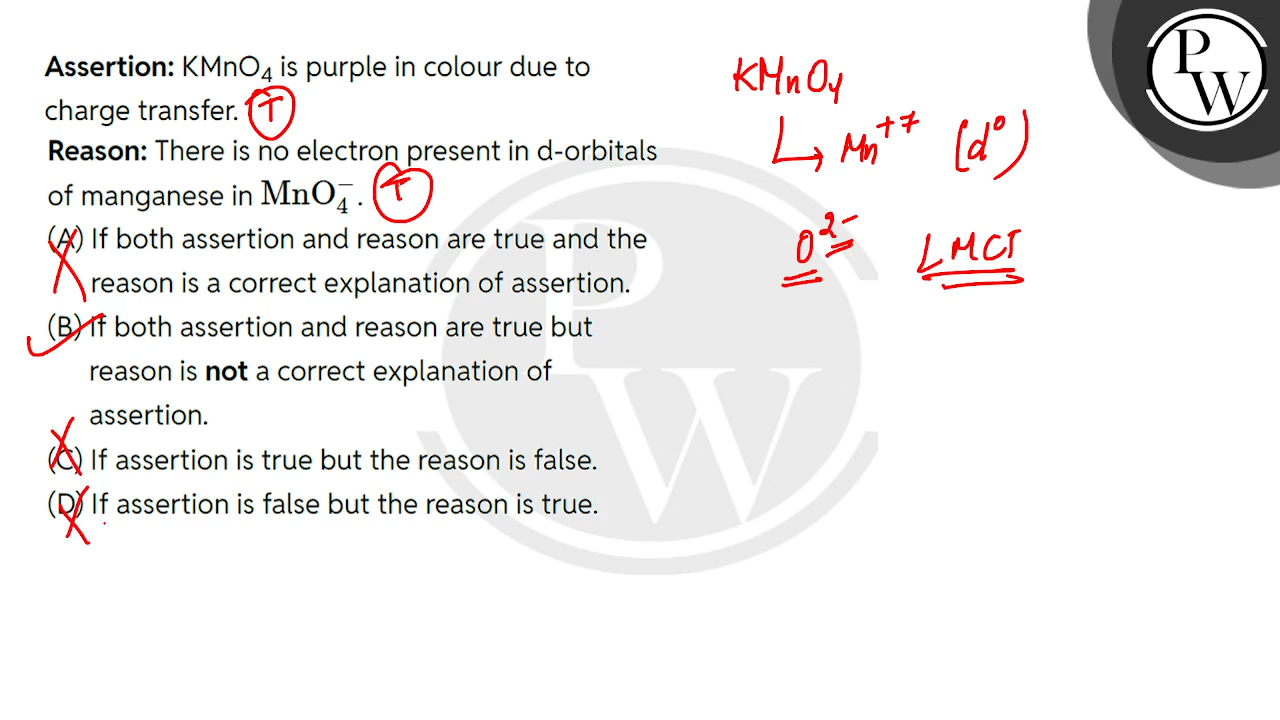 Assertion: KMnO₄ is purple in colour due to
charge transfer. T
Reason: There is no electron present in d-orbitals
of manganese in MnO₄⁻. T
(A) If both assertion and reason are true and the
reason is a correct explanation of assertion.
(B) If both assertion and reason are true but
reason is not a correct explanation of
assertion.
(C) If assertion is true but the reason is false.
(D) If assertion is false but the reason is true.
KMnO₄
↳ Mn⁺⁷ (d⁰)
O²⁻ LMCT
P
W
P
W